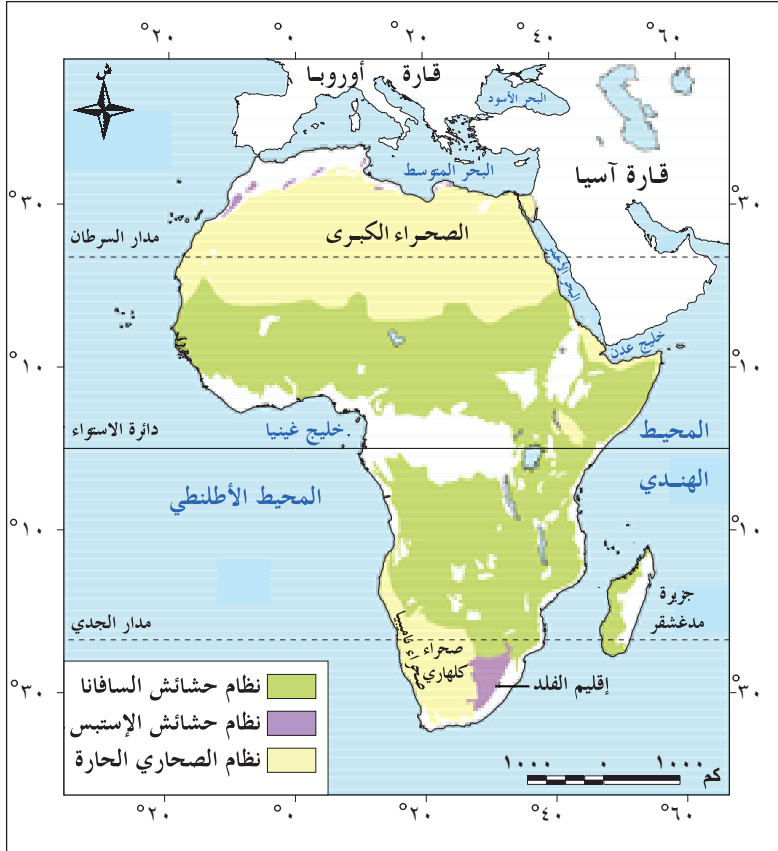 °٢٠ °٠ °٢٠ °٤٠ °٦٠
ش
قارة أوروبا
البحر الأسود
البحر المتوسط
قارة آسيا
°٣٠ °٣٠
الصحراء الكبرى
مدار السرطان
البحر الأحمر
خليج عدن
°١٠ °١٠
دائرة الاستواء
خليج غينيا
المحيط
الهندي
المحيط الأطلنطي
°١٠ °١٠
جزيرة
مدغشقر
مدار الجدي
صحراء ناميبيا
صحراء
كلهاري
إقليم الفلد
°٣٠ °٣٠
نظام حشائش السافانا
نظام حشائش الإستبس
نظام الصحاري الحارة
١٠٠٠ ٠ ١٠٠٠
كم
°٢٠ °٠ °٢٠ °٤٠ °٦٠